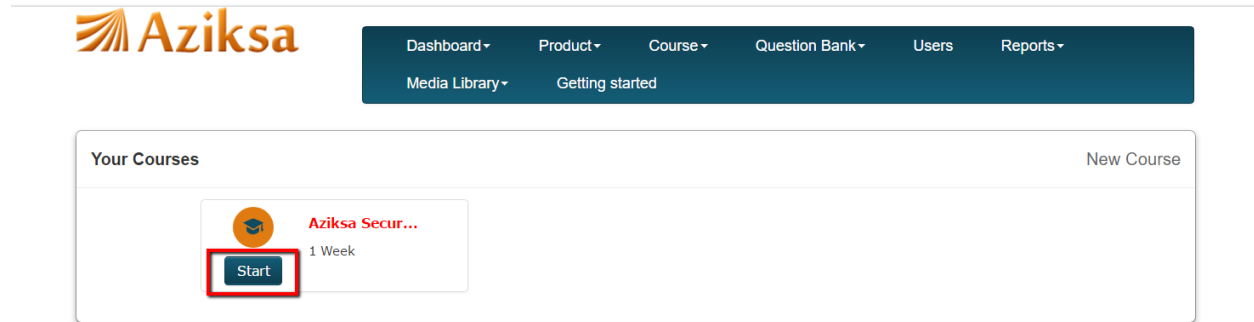 Aziksa
Dashboard Product Course Question Bank Users Reports
Media Library Getting started
Your Courses New Course
Aziksa Secur...
1 Week
Start